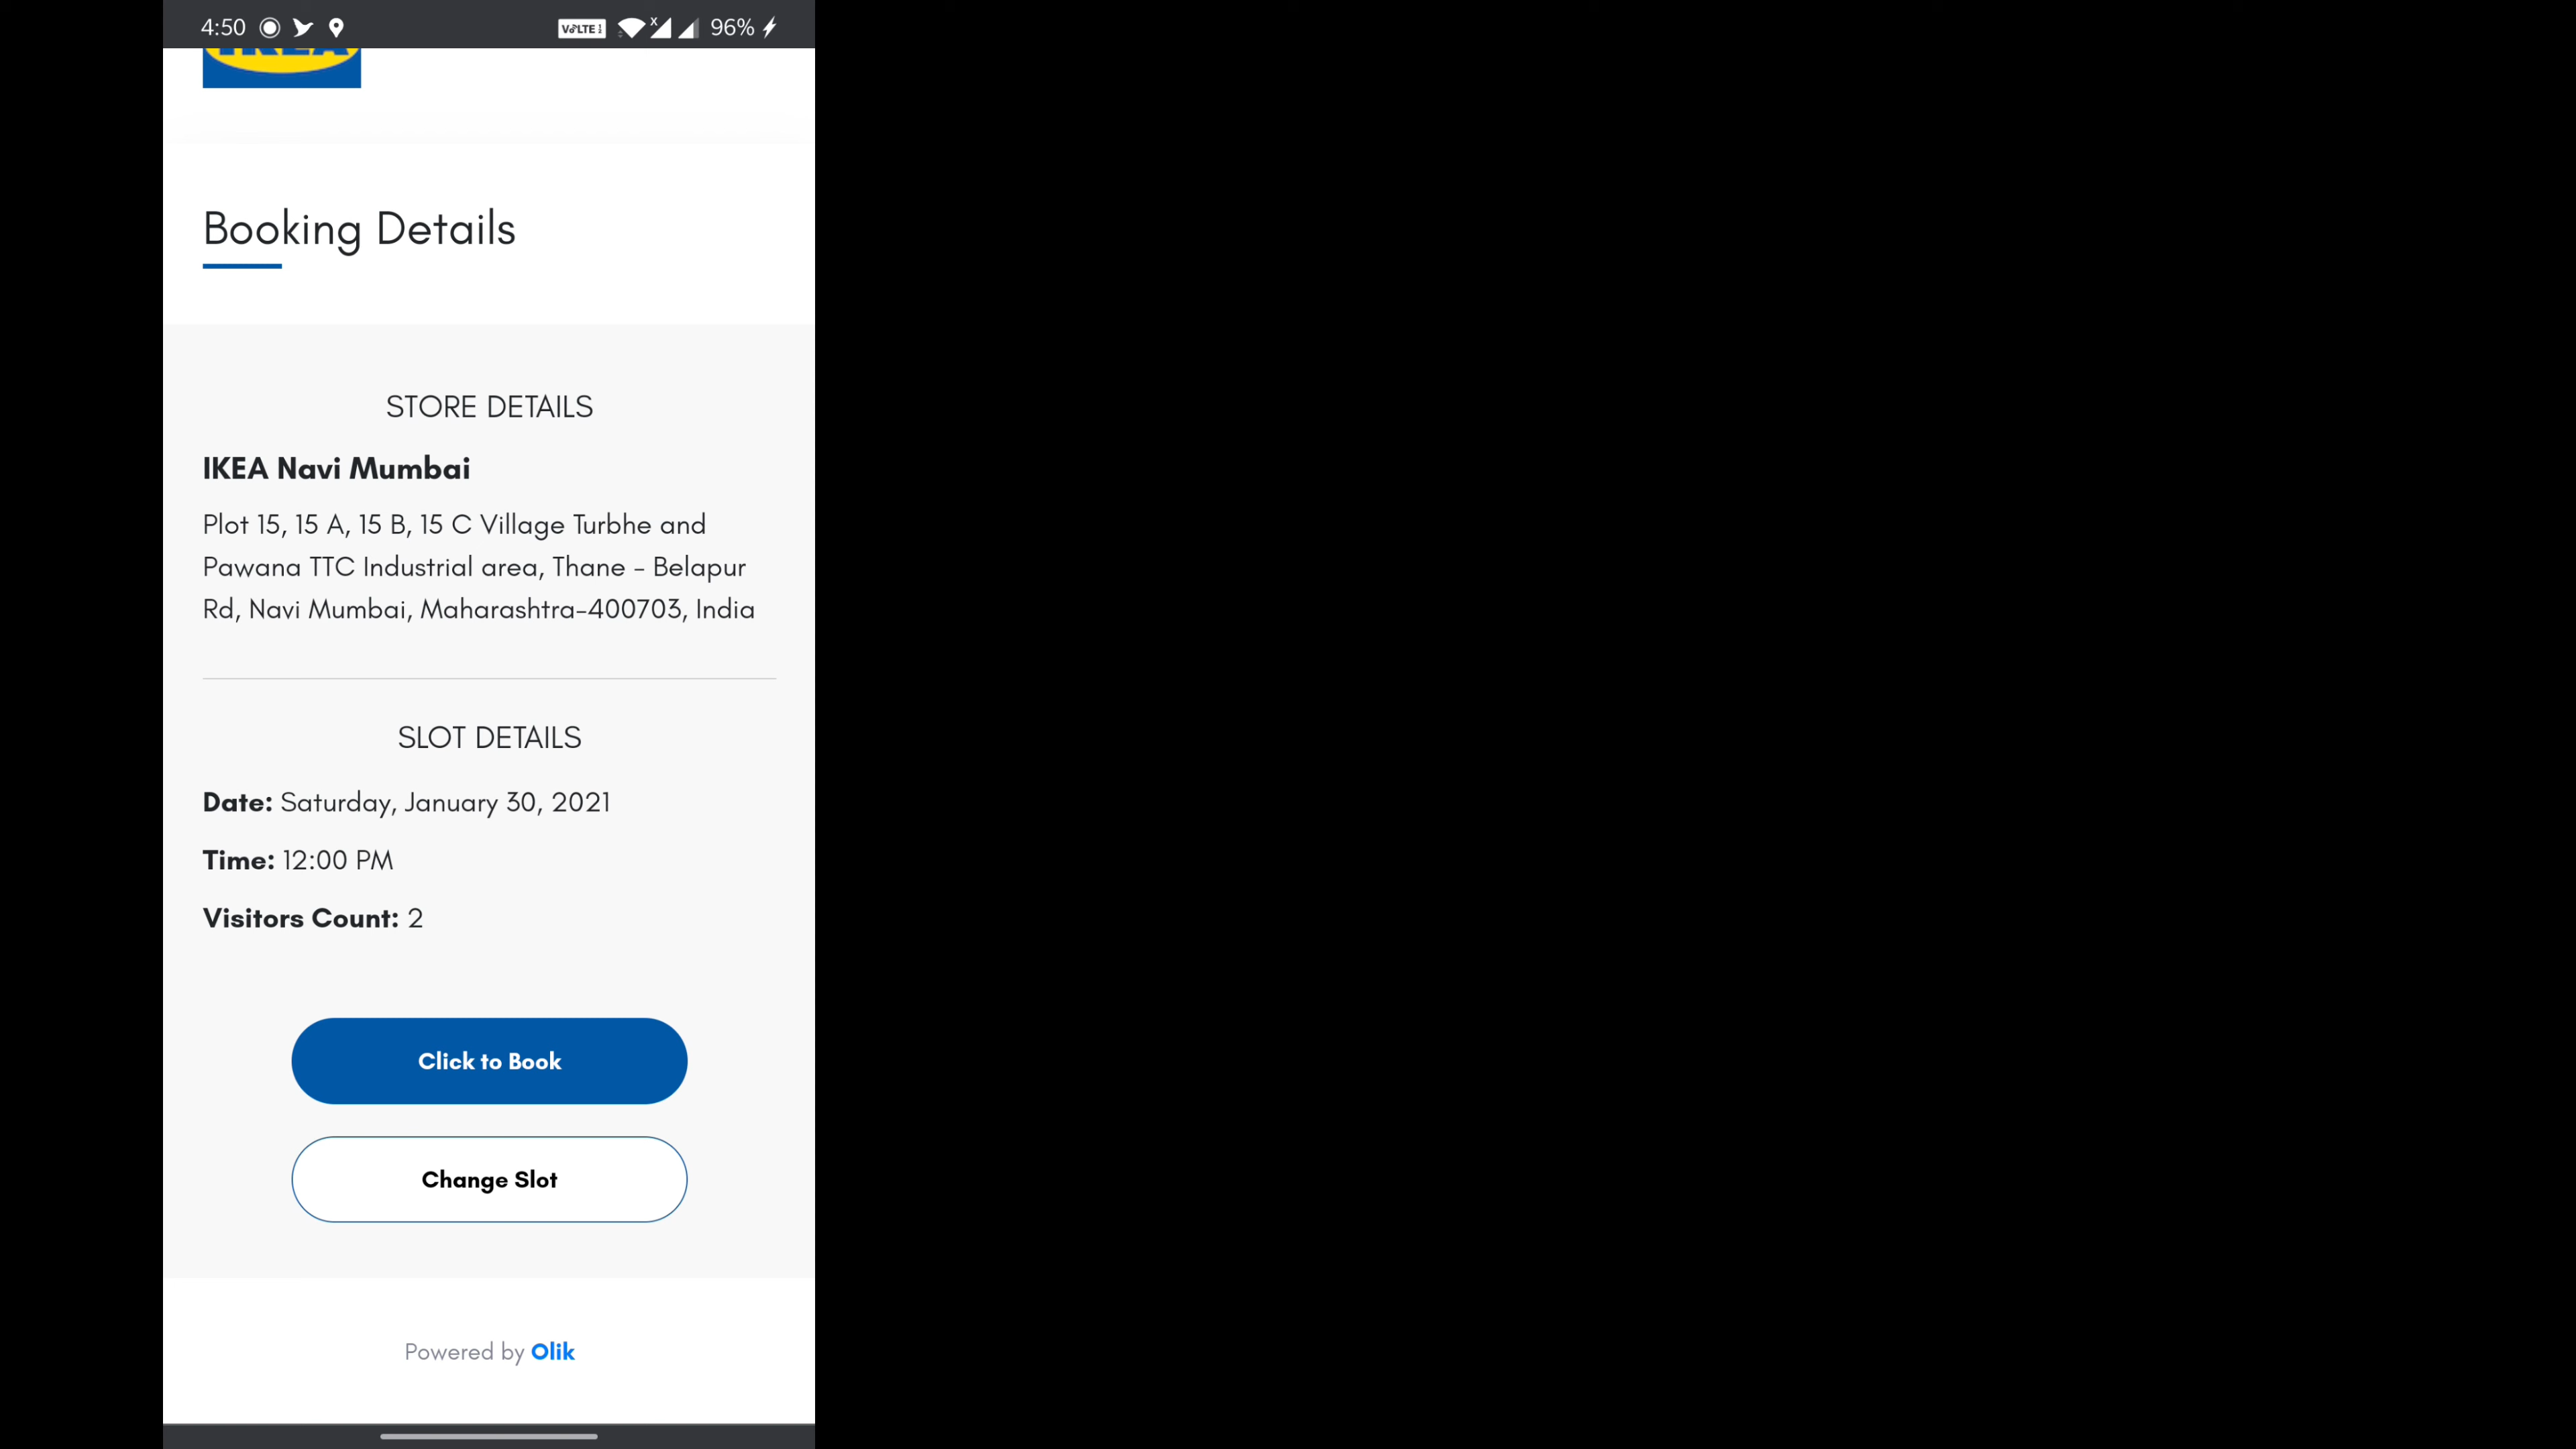 4:50
VoLTE 96%
IKEA
Booking Details
STORE DETAILS
IKEA Navi Mumbai
Plot 15, 15 A, 15 B, 15 C Village Turbhe and
Pawana TTC Industrial area, Thane - Belapur
Rd, Navi Mumbai, Maharashtra-400703, India
SLOT DETAILS
Date: Saturday, January 30, 2021
Time: 12:00 PM
Visitors Count: 2
Click to Book
Change Slot
Powered by Olik